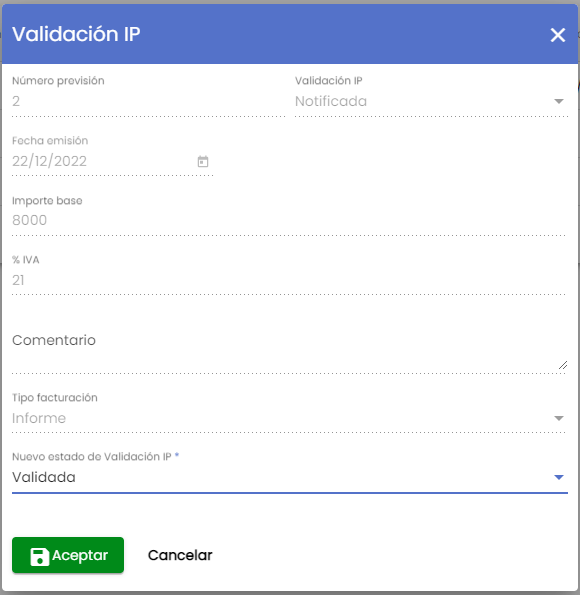 Validación IP
Número previsión
2
Validación IP
Notificada
Fecha emisión
22/12/2022
Importe base
8000
% IVA
21
Comentario
Tipo facturación
Informe
Nuevo estado de Validación IP *
Validada
Aceptar
Cancelar